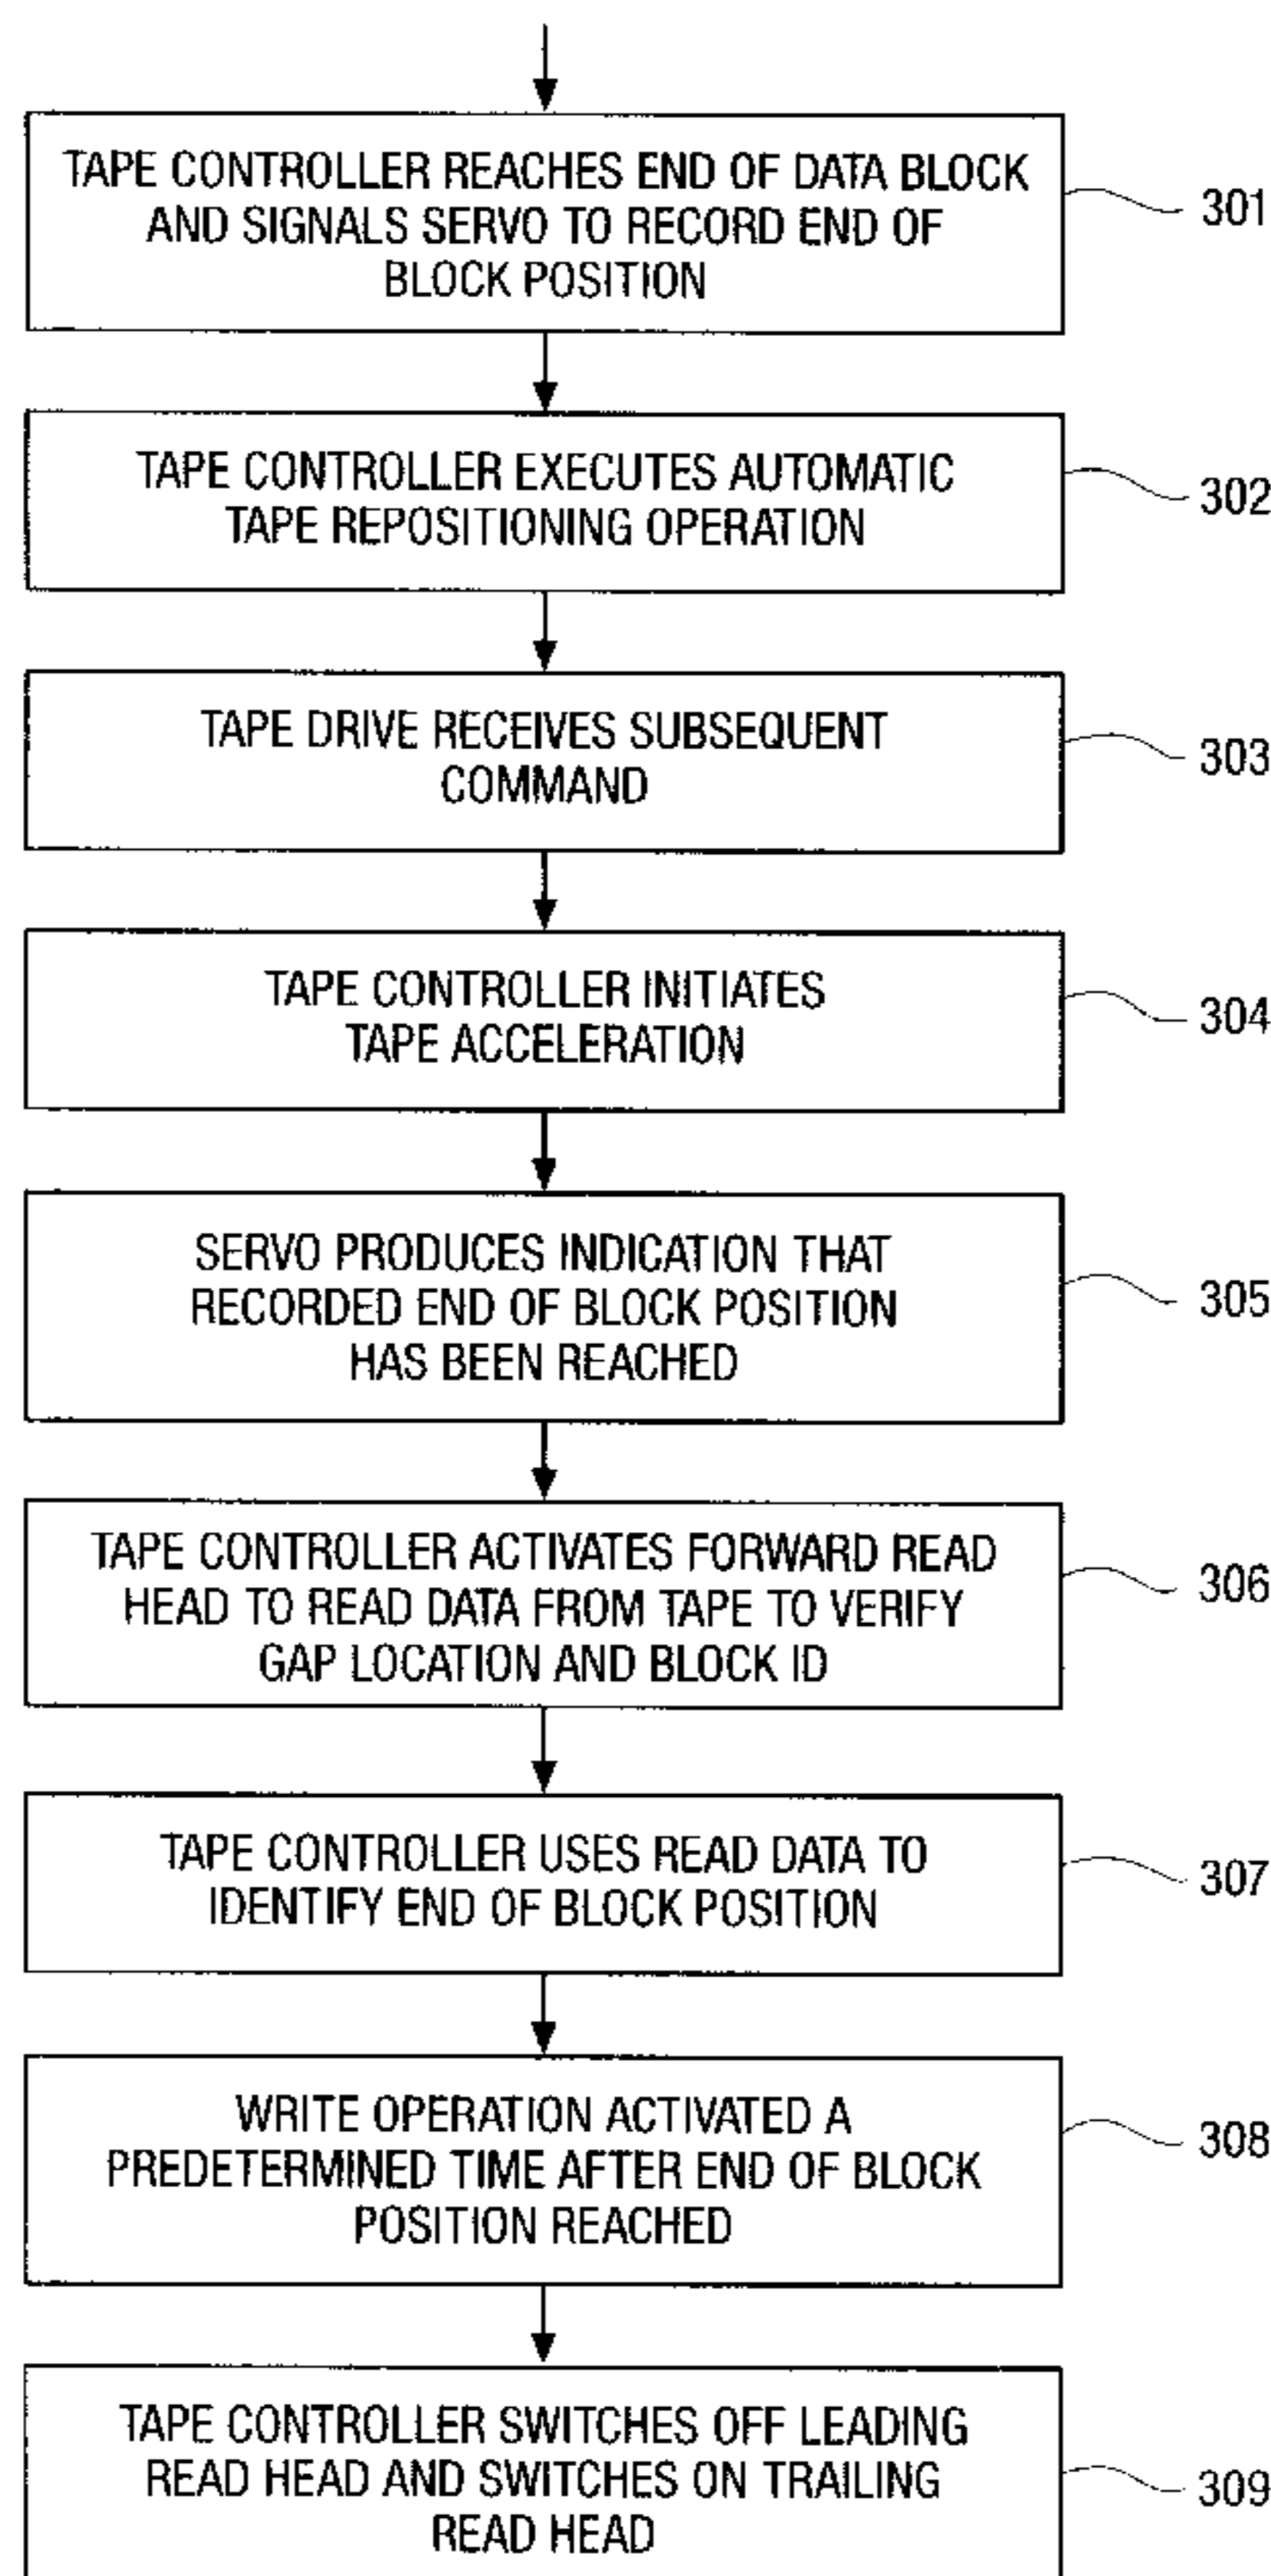 TAPE CONTROLLER REACHES END OF DATA BLOCK
AND SIGNALS SERVO TO RECORD END OF
BLOCK POSITION
301
TAPE CONTROLLER EXECUTES AUTOMATIC
TAPE REPOSITIONING OPERATION
302
TAPE DRIVE RECEIVES SUBSEQUENT
COMMAND
303
TAPE CONTROLLER INITIATES
TAPE ACCELERATION
304
SERVO PRODUCES INDICATION THAT
RECORDED END OF BLOCK POSITION
HAS BEEN REACHED
305
TAPE CONTROLLER ACTIVATES FORWARD READ
HEAD TO READ DATA FROM TAPE TO VERIFY
GAP LOCATION AND BLOCK ID
306
TAPE CONTROLLER USES READ DATA TO
IDENTIFY END OF BLOCK POSITION
307
WRITE OPERATION ACTIVATED A
PREDETERMINED TIME AFTER END OF BLOCK
POSITION REACHED
308
TAPE CONTROLLER SWITCHES OFF LEADING
READ HEAD AND SWITCHES ON TRAILING
READ HEAD
309